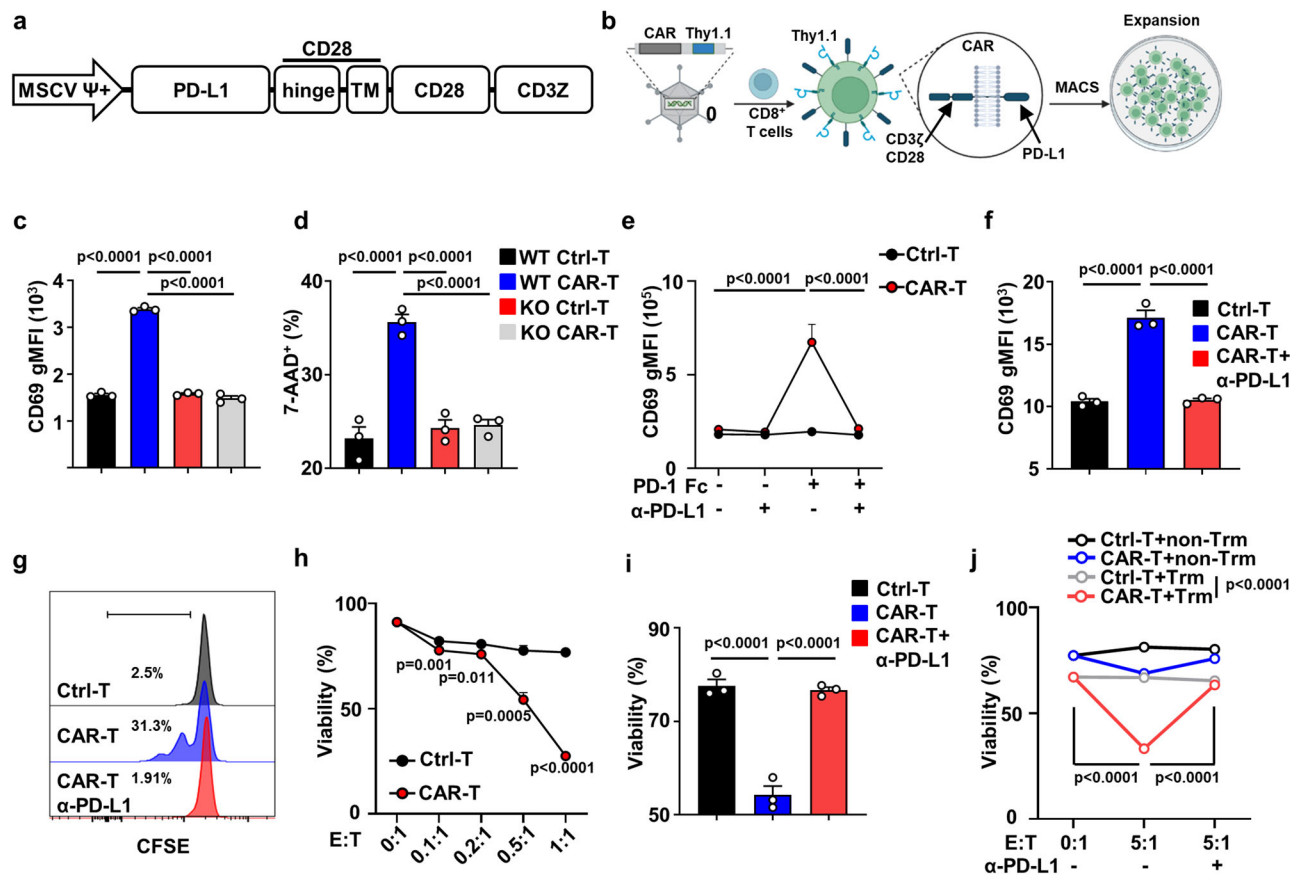 a
CD28
MSCV Ψ+
PD-L1
hinge
TM
CD28
CD3Z
b
CAR
Thy1.1
0
CD8+
T cells
Thy1.1
CAR
CD3ζ
CD28
PD-L1
MACS
Expansion
c
p<0.0001 p<0.0001
p<0.0001
CD69 gMFI (10³)
4
3
2
1
d
p<0.0001 p<0.0001
p<0.0001
7-AAD+ (%)
40
30
20
WT Ctrl-T
WT CAR-T
KO Ctrl-T
KO CAR-T
e
p<0.0001 p<0.0001
CD69 gMFI (10⁵)
10
5
0
Ctrl-T
CAR-T
PD-1 Fc - - + +
α-PD-L1 - + - +
f
p<0.0001 p<0.0001
CD69 gMFI (10³)
20
15
10
5
Ctrl-T
CAR-T
CAR-T+
α-PD-L1
g
2.5%
Ctrl-T
31.3%
CAR-T
1.91%
CAR-T
α-PD-L1
CFSE
h
Viability (%)
100
50
0
p=0.001
p=0.011
p=0.0005
p<0.0001
Ctrl-T
CAR-T
E:T
0:1
0.1:1
0.2:1
0.5:1
1:1
i
p<0.0001 p<0.0001
Viability (%)
90
70
50
Ctrl-T
CAR-T
CAR-T+
α-PD-L1
j
Ctrl-T+non-Trm
CAR-T+non-Trm
Ctrl-T+Trm
CAR-T+Trm
p<0.0001
Viability (%)
100
50
0
p<0.0001 p<0.0001
E:T 0:1 5:1 5:1
α-PD-L1 - - +